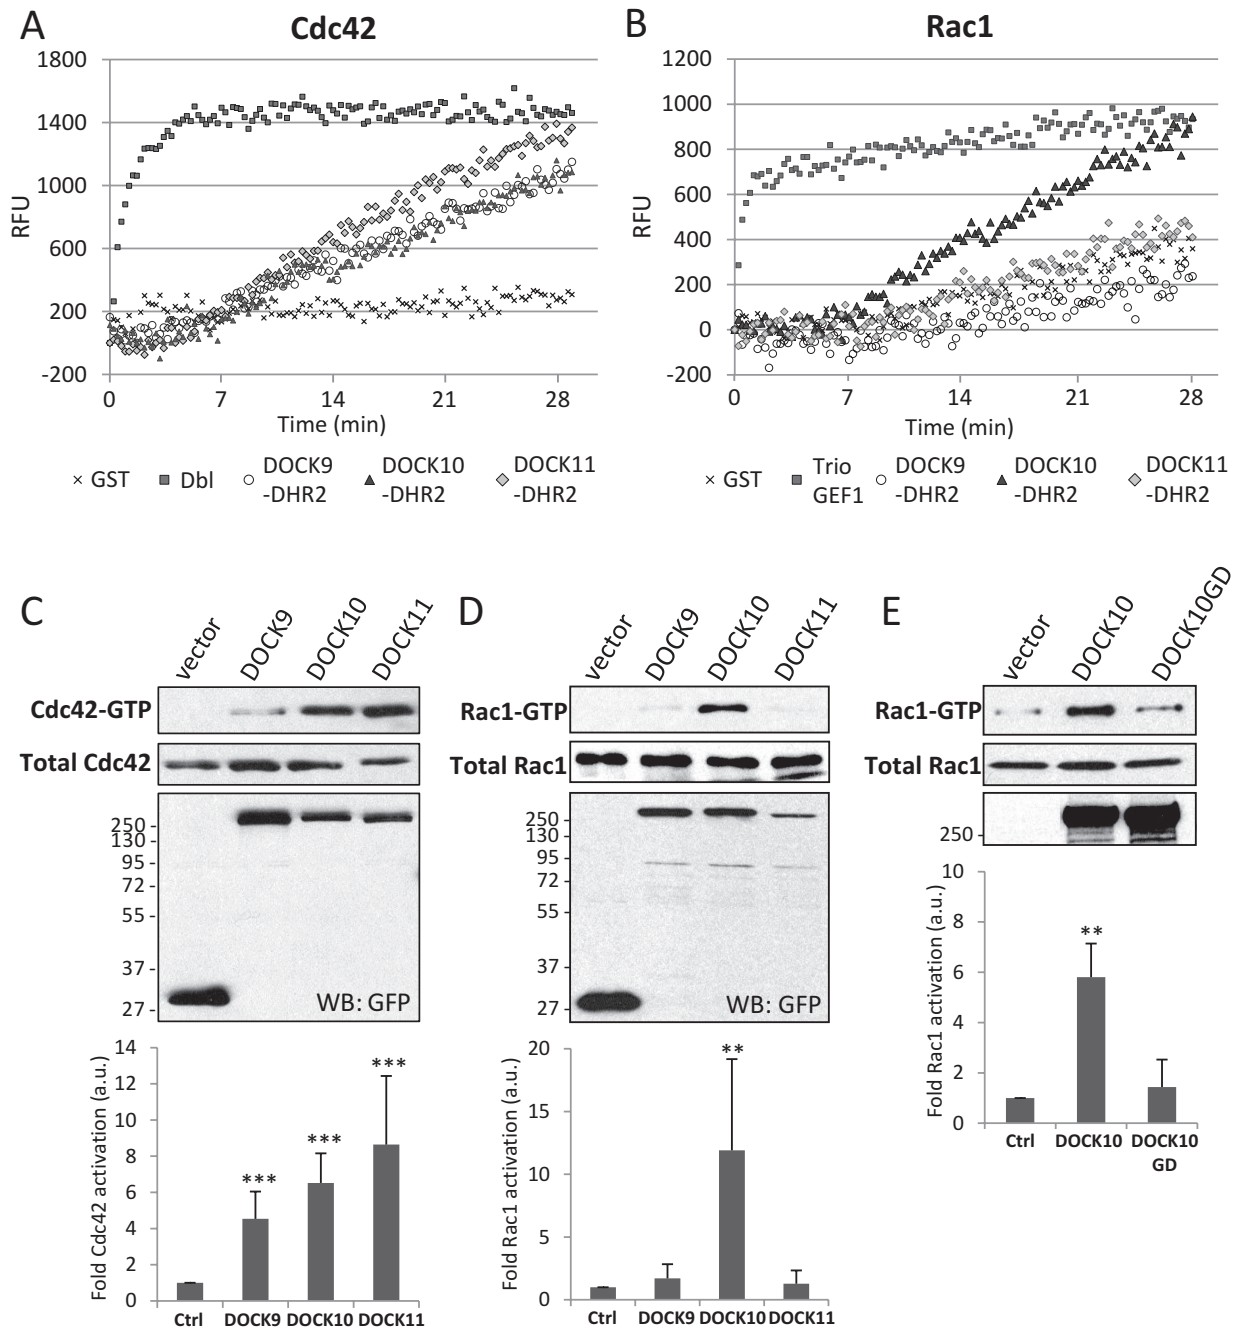 A
Cdc42
1800
1400
1000
600
200
-200
RFU
0 7 14 21 28
Time (min)
× GST Dbl DOCK9 -DHR2 DOCK10 -DHR2 DOCK11 -DHR2
B
Rac1
1200
1000
800
600
400
200
0
-200
RFU
0 7 14 21 28
Time (min)
× GST Trio GEF1 DOCK9 -DHR2 DOCK10 -DHR2 DOCK11 -DHR2
C
vector DOCK9 DOCK10 DOCK11
Cdc42-GTP
Total Cdc42
250 -
130 -
95 -
72 -
55 -
37 -
27 -
WB: GFP
Fold Cdc42 activation (a.u.)
14
12
10
8
6
4
2
0
*** *** ***
Ctrl DOCK9 DOCK10 DOCK11
D
vector DOCK9 DOCK10 DOCK11
Rac1-GTP
Total Rac1
250 -
130 -
95 -
72 -
55 -
37 -
27 -
WB: GFP
Fold Rac1 activation (a.u.)
20
15
10
5
0
**
Ctrl DOCK9 DOCK10 DOCK11
E
vector DOCK10 DOCK10GD
Rac1-GTP
Total Rac1
250 -
Fold Rac1 activation (a.u.)
10
8
6
4
2
0
**
Ctrl DOCK10 DOCK10
GD